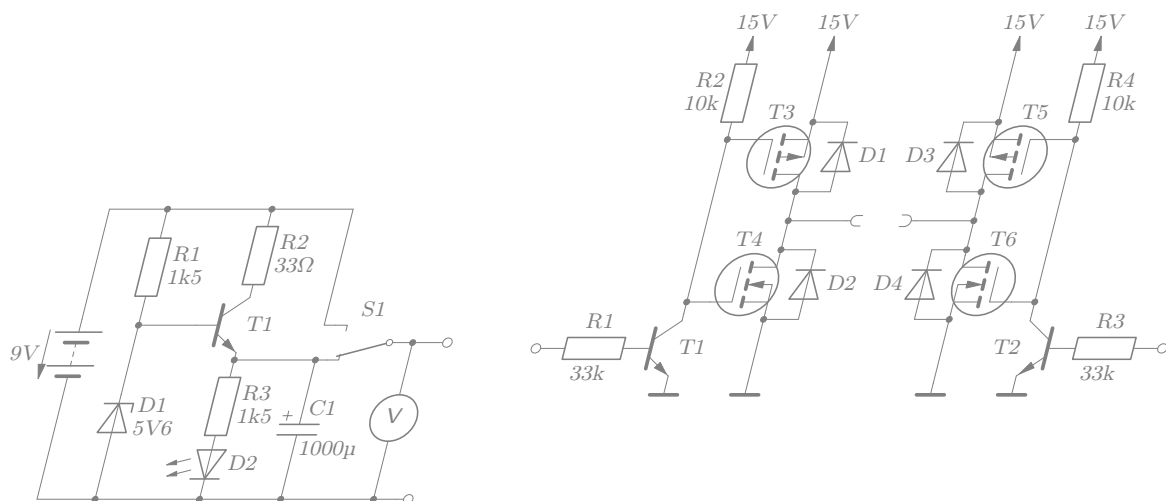 R1
1k5
R2
33Ω
T1
S1
9V
D1
5V6
R3
1k5
+
C1
1000μ
D2
V
15V
15V
R2
10k
T3
D1
T4
D2
R1
33k
T1
15V
15V
T5
R4
10k
D3
T6
D4
T2
R3
33k